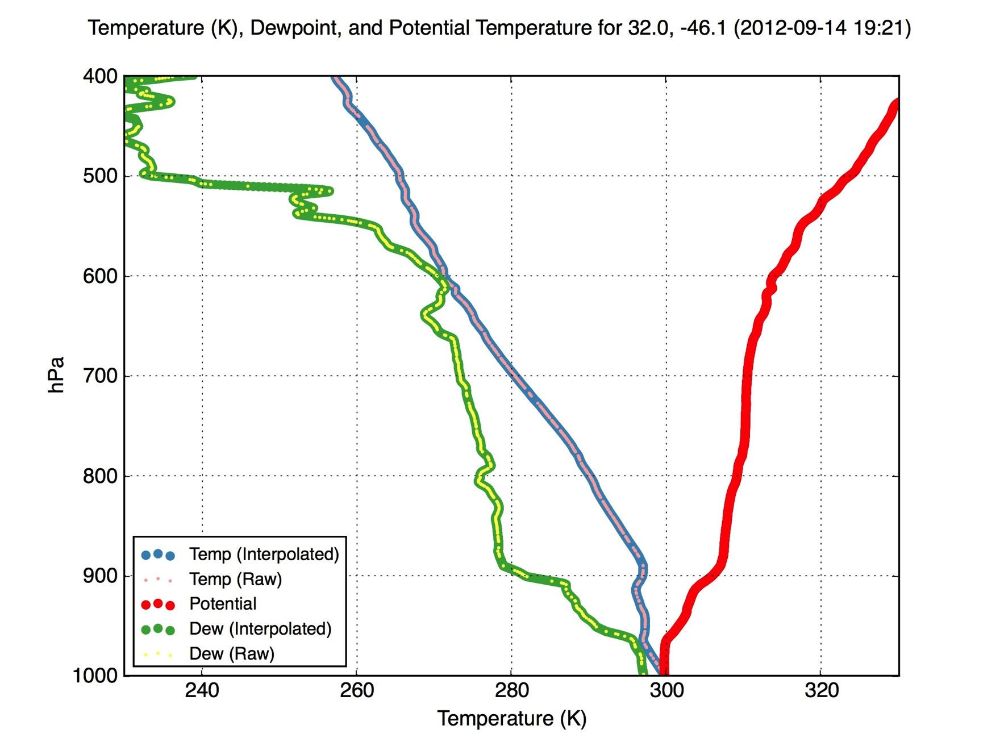 Temperature (K), Dewpoint, and Potential Temperature for 32.0, -46.1 (2012-09-14 19:21)
400
500
600
700
800
900
1000
hPa
Temp (Interpolated)
Temp (Raw)
Potential
Dew (Interpolated)
Dew (Raw)
240 260 280 300 320
Temperature (K)